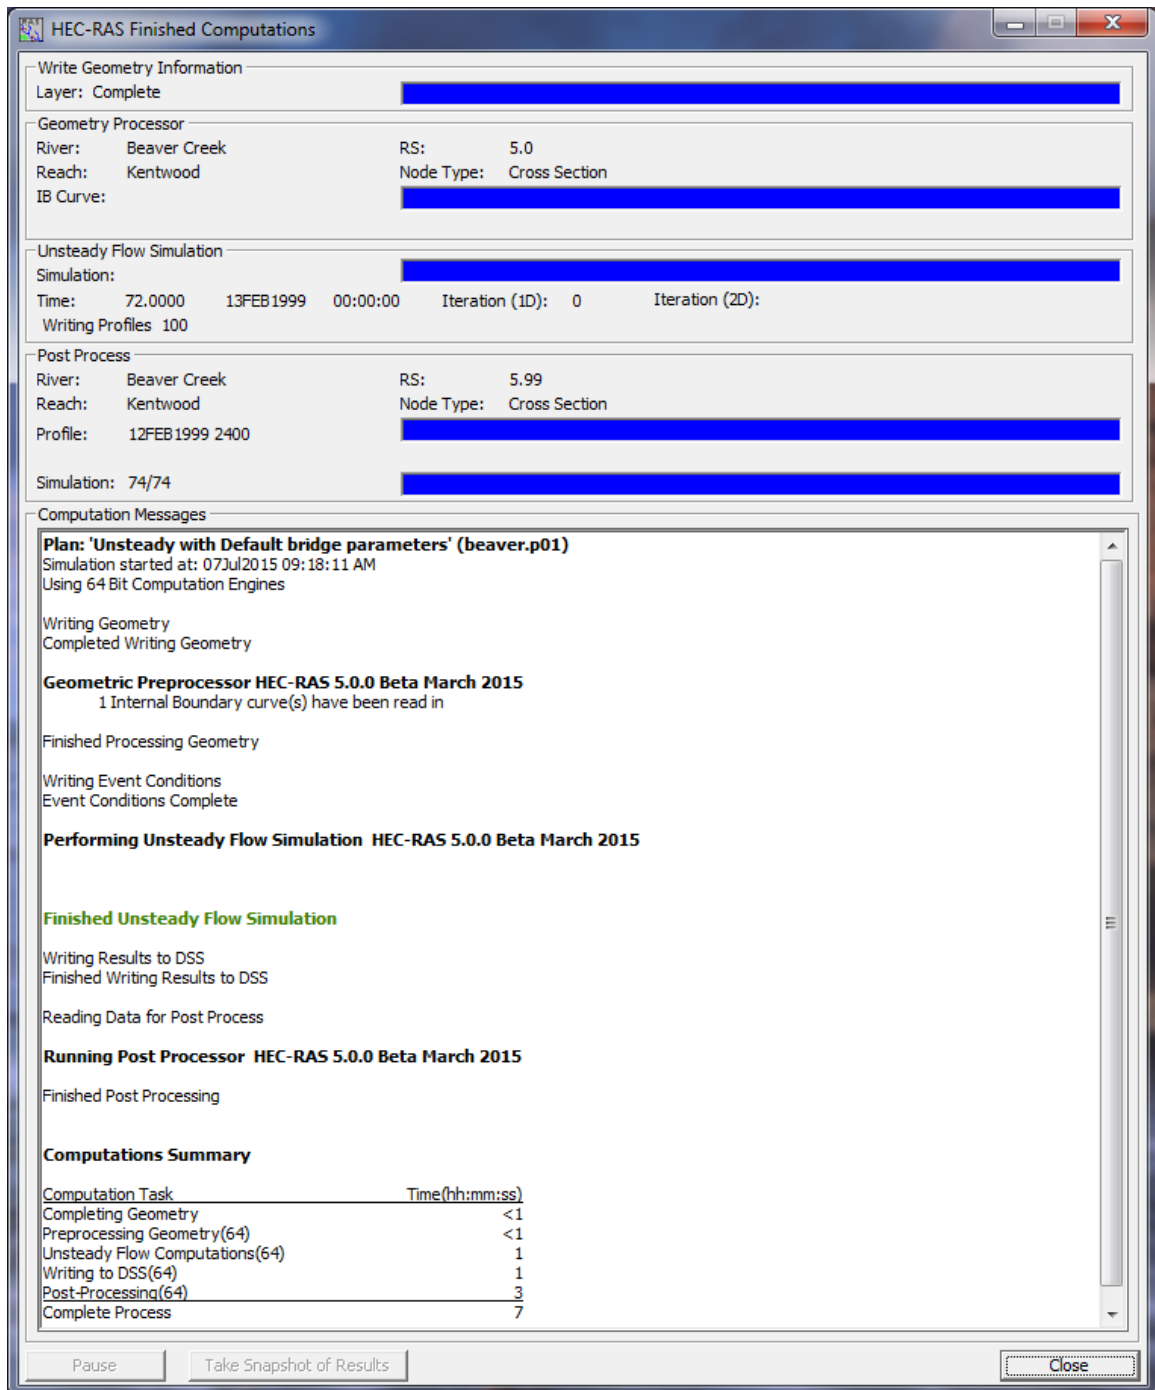 HEC-RAS Finished Computations
Write Geometry Information
Layer: Complete
Geometry Processor
River: Beaver Creek RS: 5.0
Reach: Kentwood Node Type: Cross Section
IB Curve:
Unsteady Flow Simulation
Simulation:
Time: 72.0000 13FEB1999 00:00:00 Iteration (1D): 0 Iteration (2D):
Writing Profiles 100
Post Process
River: Beaver Creek RS: 5.99
Reach: Kentwood Node Type: Cross Section
Profile: 12FEB1999 2400
Simulation: 74/74
Computation Messages
Plan: 'Unsteady with Default bridge parameters' (beaver.p01)
Simulation started at: 07Jul2015 09:18:11 AM
Using 64 Bit Computation Engines
Writing Geometry
Completed Writing Geometry
Geometric Preprocessor HEC-RAS 5.0.0 Beta March 2015
1 Internal Boundary curve(s) have been read in
Finished Processing Geometry
Writing Event Conditions
Event Conditions Complete
Performing Unsteady Flow Simulation HEC-RAS 5.0.0 Beta March 2015
Finished Unsteady Flow Simulation
Writing Results to DSS
Finished Writing Results to DSS
Reading Data for Post Process
Running Post Processor HEC-RAS 5.0.0 Beta March 2015
Finished Post Processing
Computations Summary
Computation Task Time(hh:mm:ss)
Completing Geometry <1
Preprocessing Geometry(64) <1
Unsteady Flow Computations(64) 1
Writing to DSS(64) 1
Post-Processing(64) 3
Complete Process 7
Pause Take Snapshot of Results Close